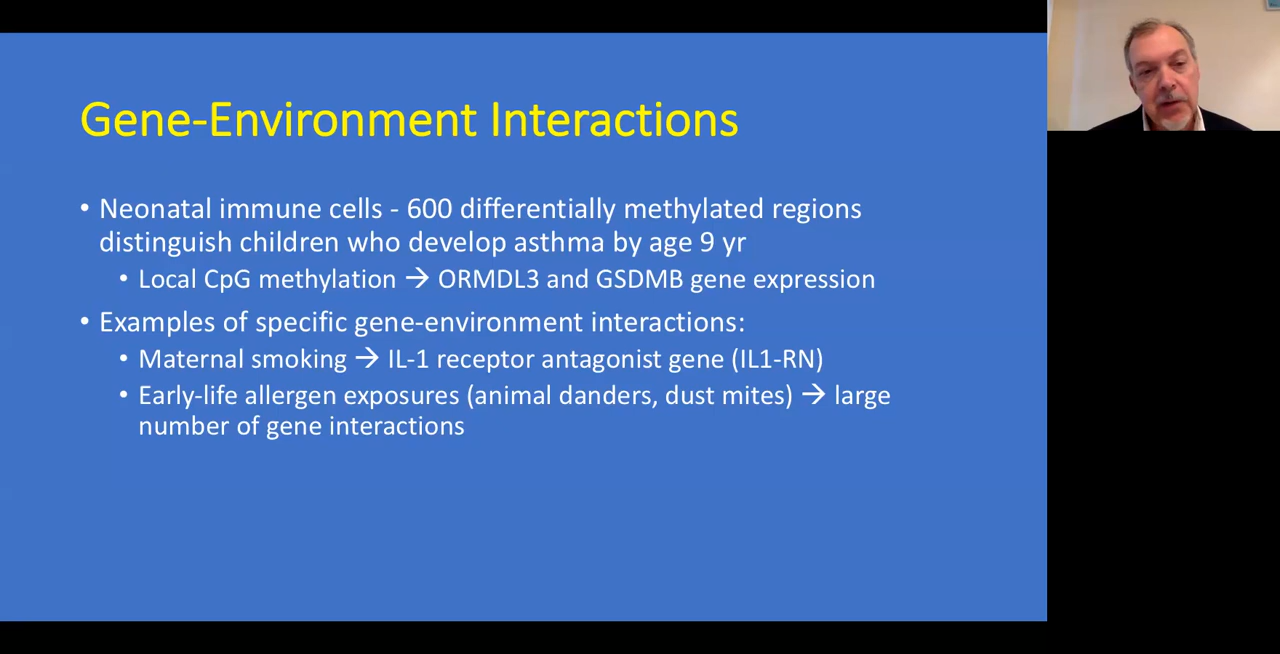 Gene-Environment Interactions
• Neonatal immune cells - 600 differentially methylated regions
distinguish children who develop asthma by age 9 yr
• Local CpG methylation → ORMDL3 and GSDMB gene expression
• Examples of specific gene-environment interactions:
• Maternal smoking → IL-1 receptor antagonist gene (IL1-RN)
• Early-life allergen exposures (animal danders, dust mites) → large
number of gene interactions